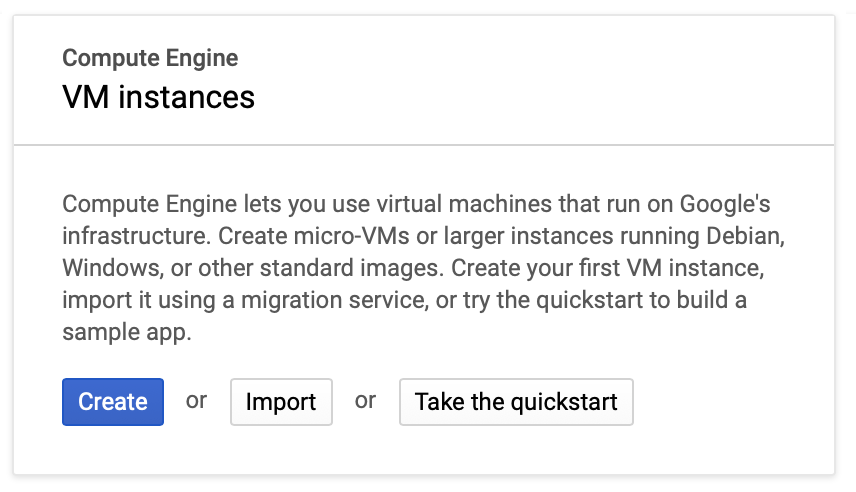 Compute Engine
VM instances
Compute Engine lets you use virtual machines that run on Google's
infrastructure. Create micro-VMs or larger instances running Debian,
Windows, or other standard images. Create your first VM instance,
import it using a migration service, or try the quickstart to build a
sample app.
Create or Import or Take the quickstart